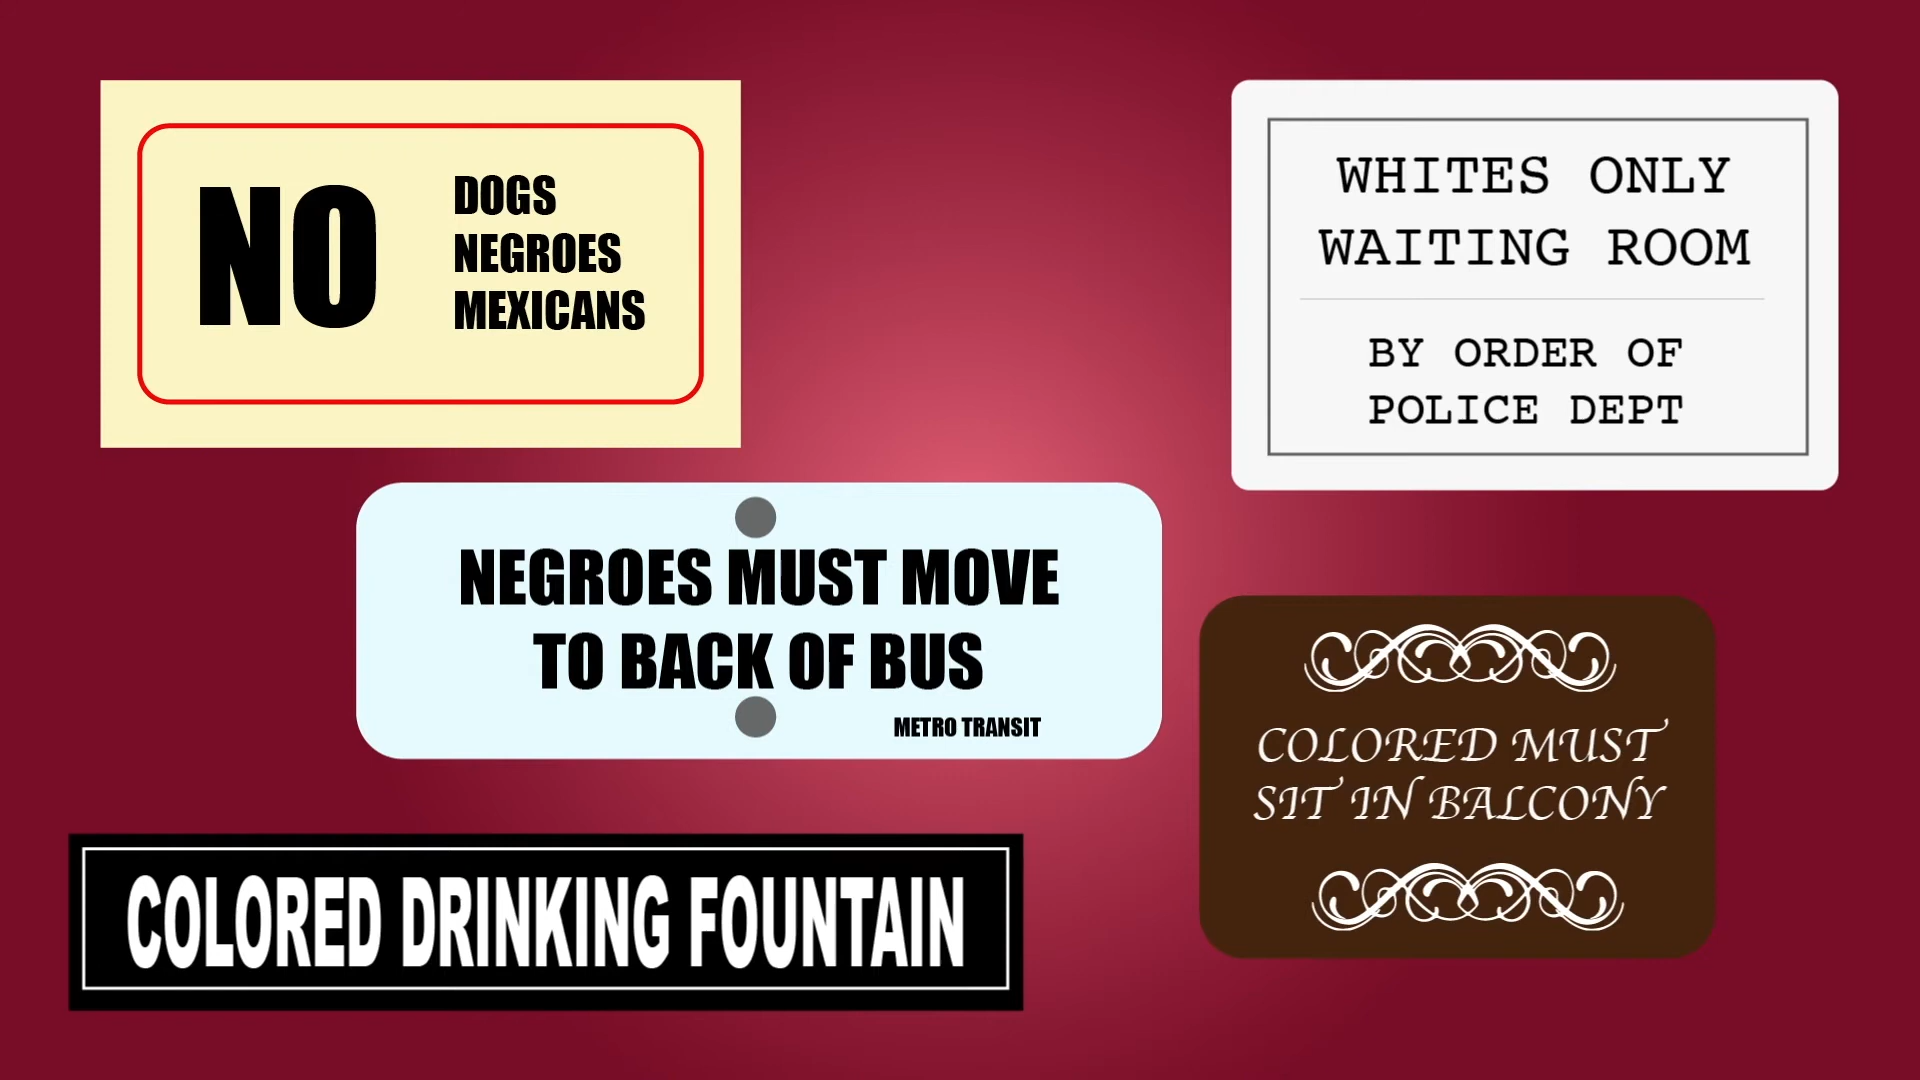 NO
DOGS
NEGROES
MEXICANS
WHITES ONLY
WAITING ROOM
BY ORDER OF
POLICE DEPT
NEGROES MUST MOVE
TO BACK OF BUS
METRO TRANSIT
COLORED MUST
SIT IN BALCONY
COLORED DRINKING FOUNTAIN